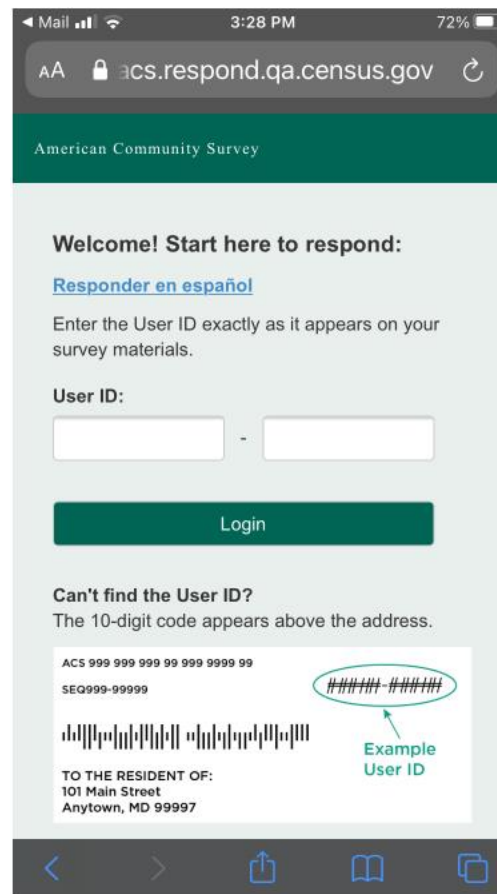 Mail 3:28 PM 72%
AA acs.respond.qa.census.gov
American Community Survey
Welcome! Start here to respond:
Responder en español
Enter the User ID exactly as it appears on your
survey materials.
User ID:
-
Login
Can't find the User ID?
The 10-digit code appears above the address.
ACS 999 999 999 99 999 9999 99
SEQ999-99999
#####-#####
Example
User ID
TO THE RESIDENT OF:
101 Main Street
Anytown, MD 99997